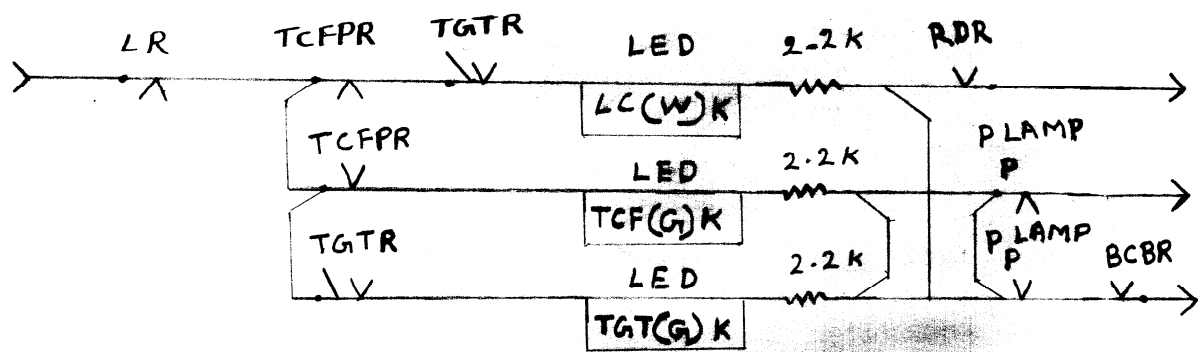 LR TCFPR TGTR LED 2-2K RDR
LC(W)K
TCFPR LED 2.2K P LAMP
P
TCF(G)K
TGTR LED 2.2K P LAMP BCBR
P
TGT(G)K